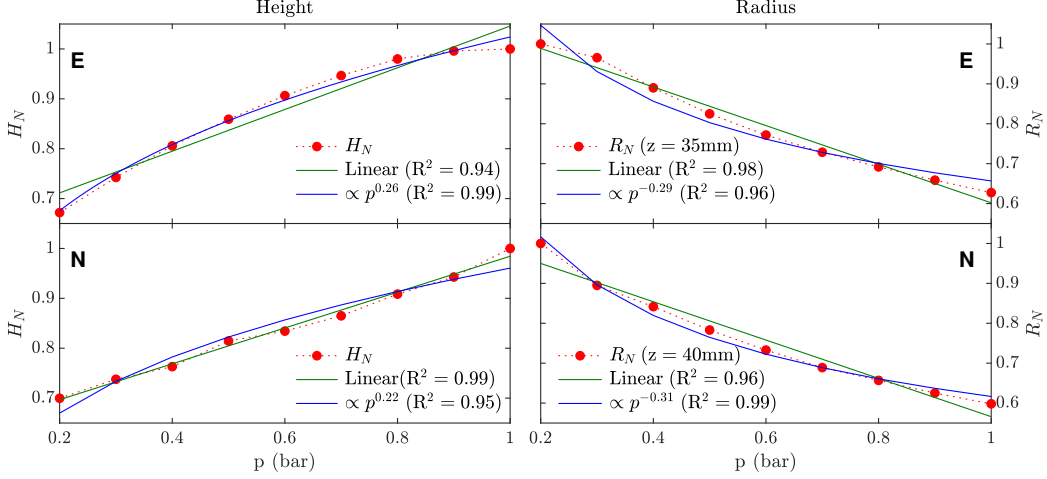 Height
Radius
E
H_N
1
0.9
0.8
0.7
H_N
Linear (R² = 0.94)
∝ p^0.26 (R² = 0.99)
E
R_N
1
0.9
0.8
0.7
0.6
R_N (z = 35mm)
Linear (R² = 0.98)
∝ p^−0.29 (R² = 0.96)
N
H_N
1
0.9
0.8
0.7
H_N
Linear(R² = 0.99)
∝ p^0.22 (R² = 0.95)
0.2 0.4 0.6 0.8 1
p (bar)
N
R_N
1
0.9
0.8
0.7
0.6
R_N (z = 40mm)
Linear (R² = 0.96)
∝ p^−0.31 (R² = 0.99)
0.2 0.4 0.6 0.8 1
p (bar)